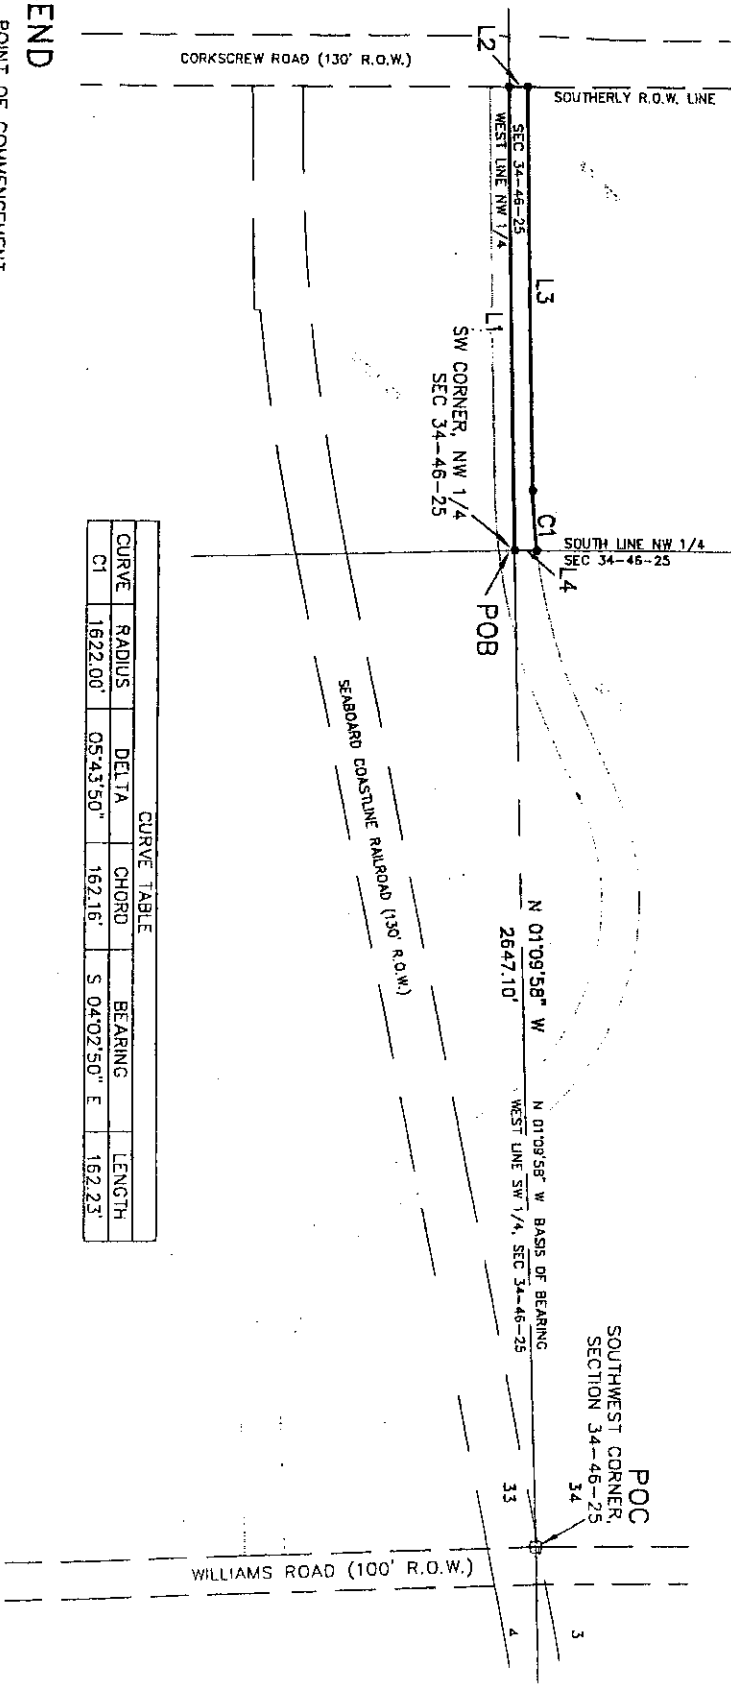 END
POINT OF COMMENCEMENT
CORKSCREW ROAD (130' R.O.W.)
L2
SOUTHERLY R.O.W. LINE
SEC 34-46-25
WEST LINE NW 1/4
L3
L1
SW CORNER, NW 1/4
SEC 34-46-25
C1
SOUTH LINE NW 1/4
SEC 34-46-25
L4
POB
SEABOARD COASTLINE RAILROAD (130' R.O.W.)
N 01°09'58" W
2647.10'
N 01°09'58" W BASIS OF BEARING
WEST LINE SW 1/4, SEC 34-46-25
POC
SOUTHWEST CORNER,
SECTION 34-46-25
34
33
WILLIAMS ROAD (100' R.O.W.)
3
4
CURVE TABLE
CURVE RADIUS DELTA CHORD BEARING LENGTH
C1 1622.00' 05°43'50" 162.16' S 04°02'50" E 162.23'